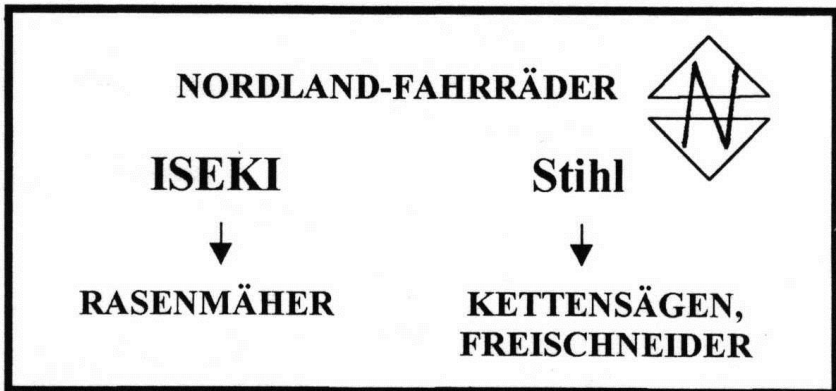 NORDLAND-FAHRRÄDER
N
ISEKI
Stihl
RASENMÄHER
KETTENSÄGEN,
FREISCHNEIDER